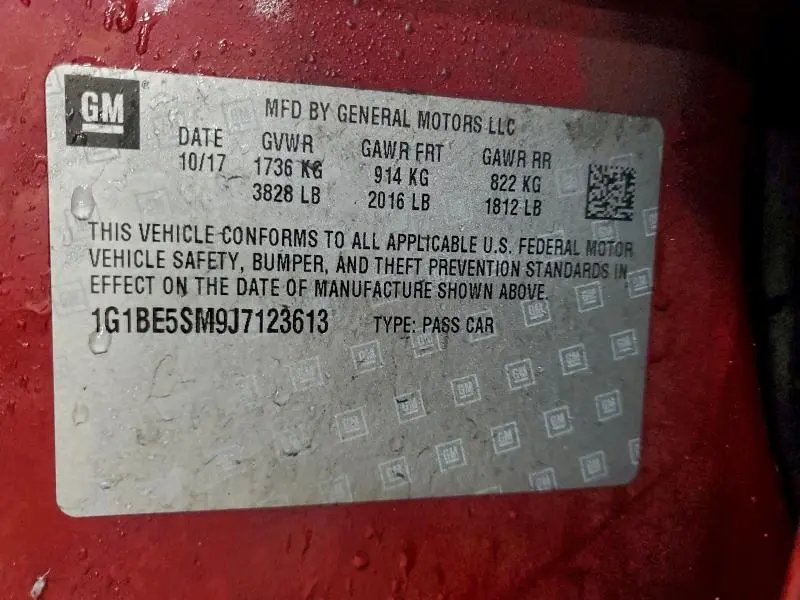 GM
MFD BY GENERAL MOTORS LLC
DATE GVWR GAWR FRT GAWR RR
10/17 1736 KG 914 KG 822 KG
3828 LB 2016 LB 1812 LB
THIS VEHICLE CONFORMS TO ALL APPLICABLE U.S. FEDERAL MOTOR
VEHICLE SAFETY, BUMPER, AND THEFT PREVENTION STANDARDS IN
EFFECT ON THE DATE OF MANUFACTURE SHOWN ABOVE.
1G1BE5SM9J7123613 TYPE: PASS CAR